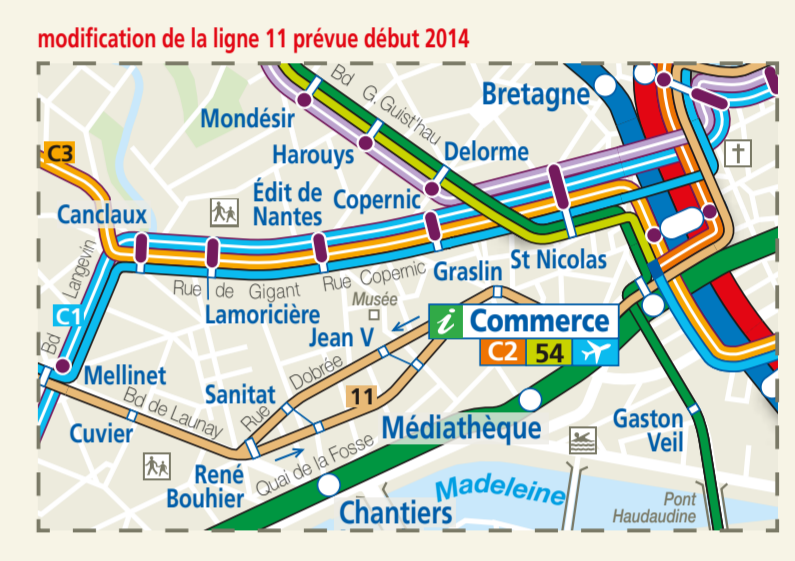 modification de la ligne 11 prévue début 2014
Bretagne
Bd G. Guist'hau
Mondésir
C3
Harouys
Delorme
Édit de
Nantes
Copernic
Canclaux
Bd Langevin
St Nicolas
Graslin
Rue de Gigant
Rue Copernic
Musée
Lamoricière
C1
i Commerce
Jean V
C2 54
Mellinet
Rue Dobrée
Sanitat
11
Bd de Launay
Cuvier
Médiathèque
Gaston
Veil
René
Bouhier
Quai de la Fosse
Madeleine
Chantiers
Pont
Haudaudine